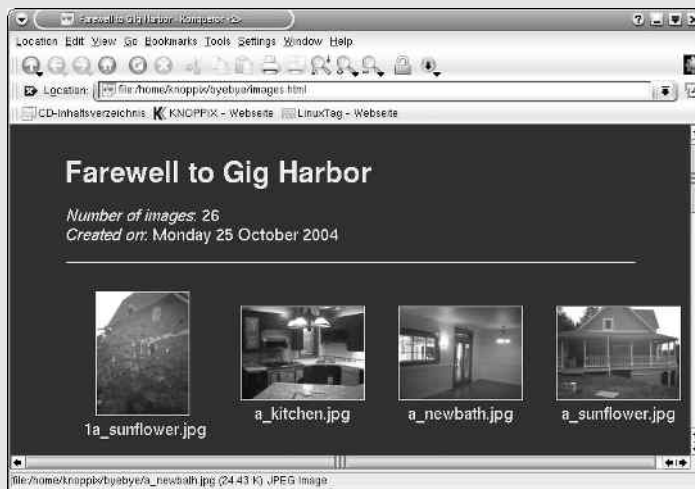 Farewell to Gig Harbor - Konqueror <2>
Location Edit View Go Bookmarks Tools Settings Window Help
Location: file:/home/knoppix/byebye/images.html
CD-Inhaltsverzeichnis KNOPPIX - Webseite LinuxTag - Webseite
Farewell to Gig Harbor
Number of images: 26
Created on: Monday 25 October 2004
1a_sunflower.jpg
a_kitchen.jpg
a_newbath.jpg
a_sunflower.jpg
file:/home/knoppix/byebye/a_newbath.jpg (24.43 K) JPEG Image